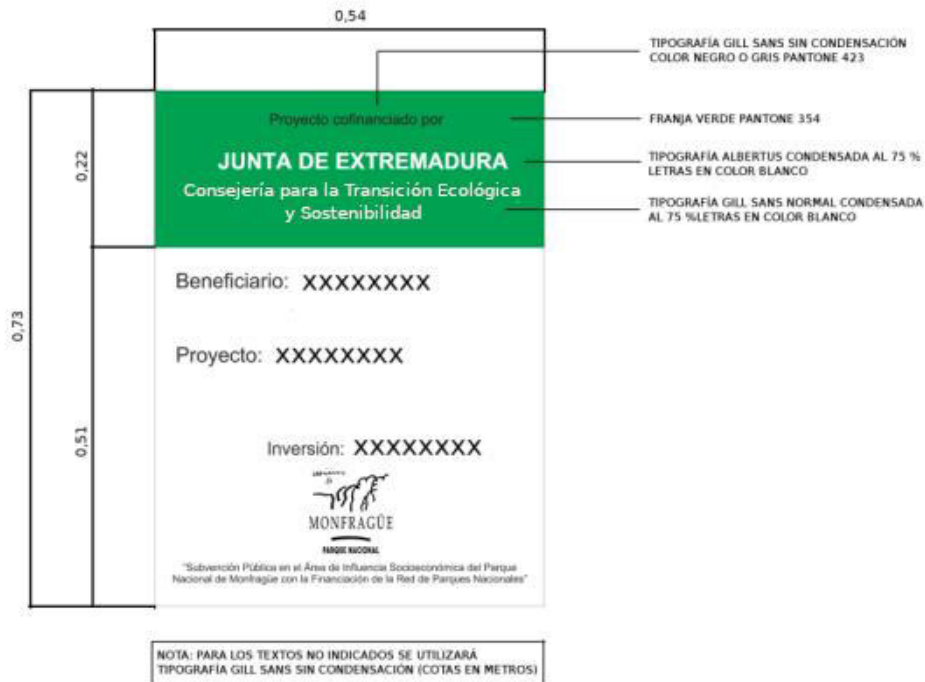 0,54
TIPOGRAFÍA GILL SANS SIN CONDENSACIÓN
COLOR NEGRO O GRIS PANTONE 423
Proyecto cofinanciado por
FRANJA VERDE PANTONE 354
JUNTA DE EXTREMADURA
TIPOGRAFÍA ALBERTUS CONDENSADA AL 75 %
LETRAS EN COLOR BLANCO
Consejería para la Transición Ecológica
y Sostenibilidad
TIPOGRAFÍA GILL SANS NORMAL CONDENSADA
AL 75 %LETRAS EN COLOR BLANCO
0,22
0,73
0,51
Beneficiario: XXXXXXXX
Proyecto: XXXXXXXX
Inversión: XXXXXXXX
MONFRAGÜE
PARQUE NACIONAL
"Subvención Pública en el Área de Influencia Socioeconómica del Parque
Nacional de Monfragüe con la Financiación de la Red de Parques Nacionales"
NOTA: PARA LOS TEXTOS NO INDICADOS SE UTILIZARÁ
TIPOGRAFÍA GILL SANS SIN CONDENSACIÓN (COTAS EN METROS)